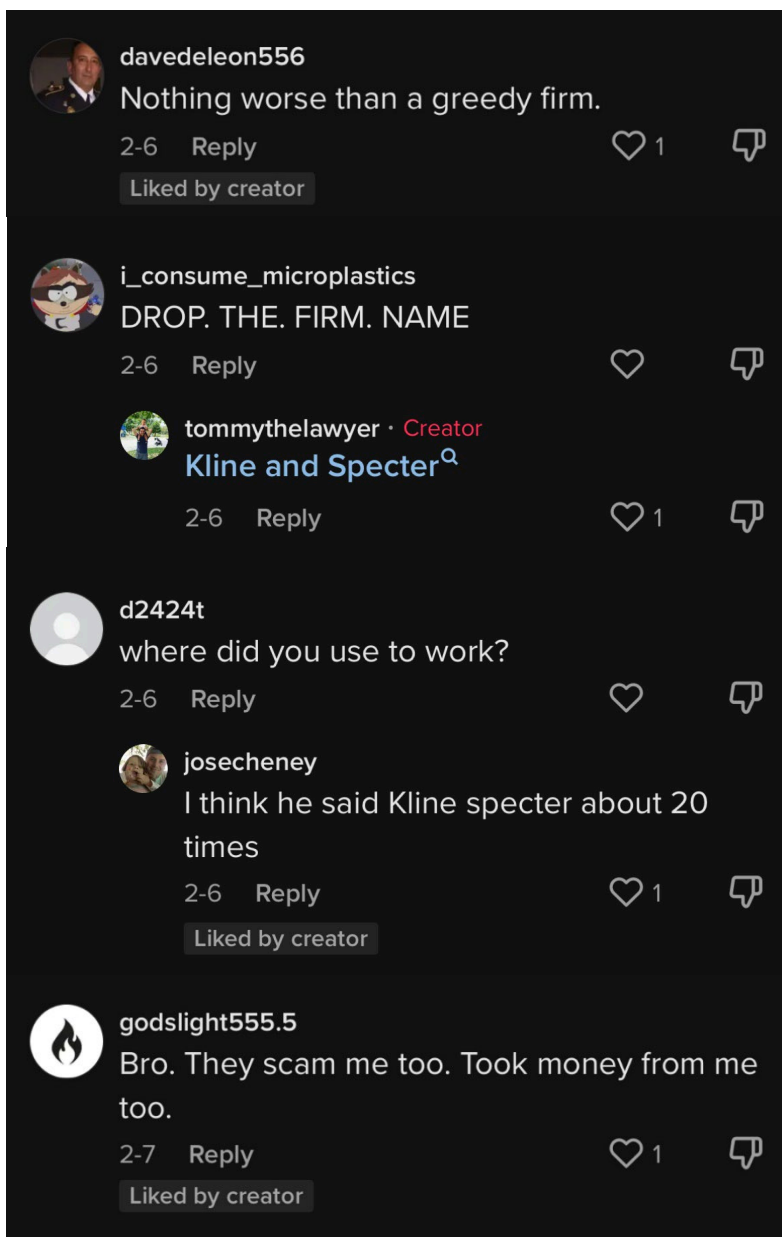 davedeleon556
Nothing worse than a greedy firm.
2-6 Reply 1
Liked by creator
i_consume_microplastics
DROP. THE. FIRM. NAME
2-6 Reply
tommythelawyer · Creator
Kline and Specter
2-6 Reply 1
d2424t
where did you use to work?
2-6 Reply
josecheney
I think he said Kline specter about 20
times
2-6 Reply 1
Liked by creator
godslight555.5
Bro. They scam me too. Took money from me
too.
2-7 Reply 1
Liked by creator